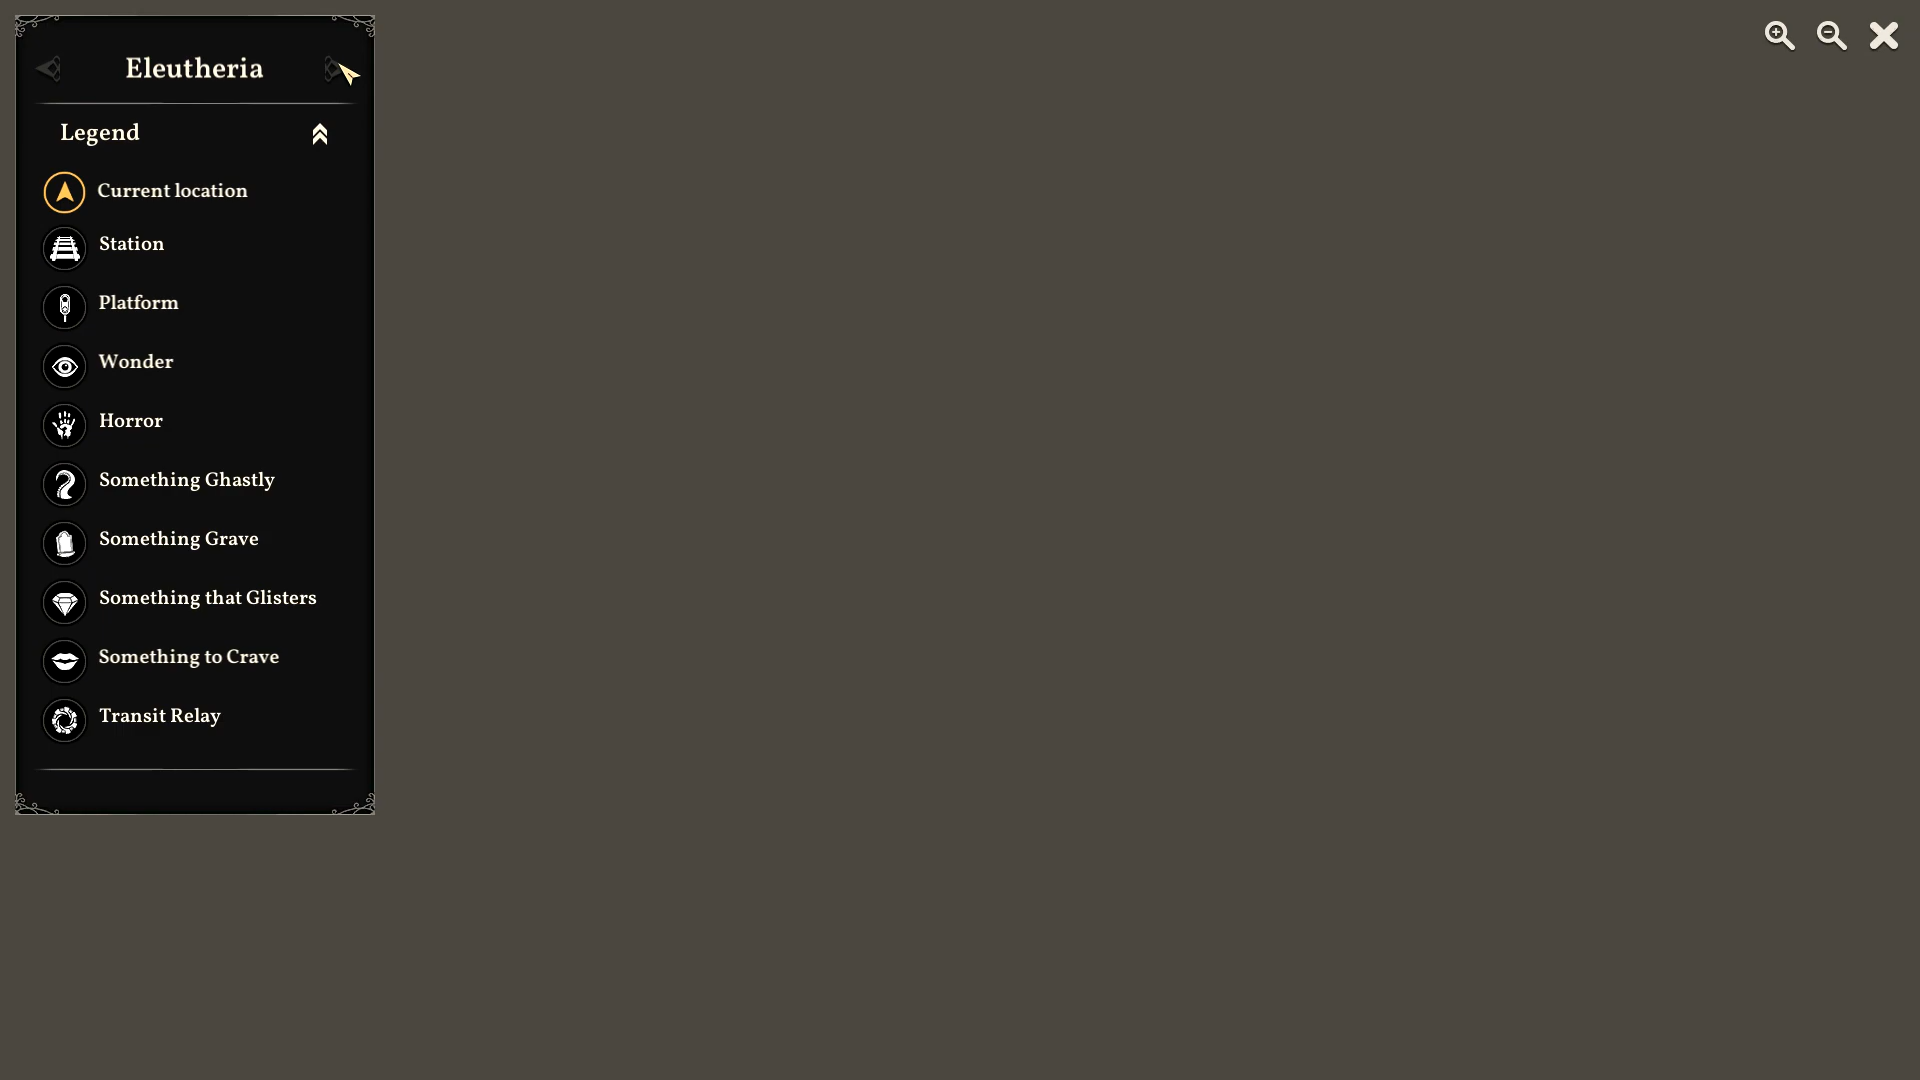 Eleutheria
Legend
Current location
Station
Platform
Wonder
Horror
Something Ghastly
Something Grave
Something that Glisters
Something to Crave
Transit Relay